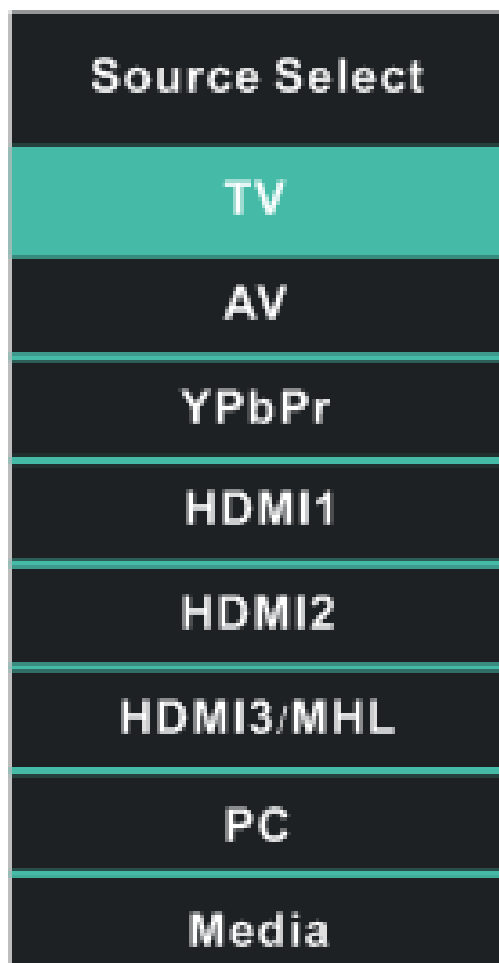 Source Select
TV
AV
YPbPr
HDMI1
HDMI2
HDMI3/MHL
PC
Media